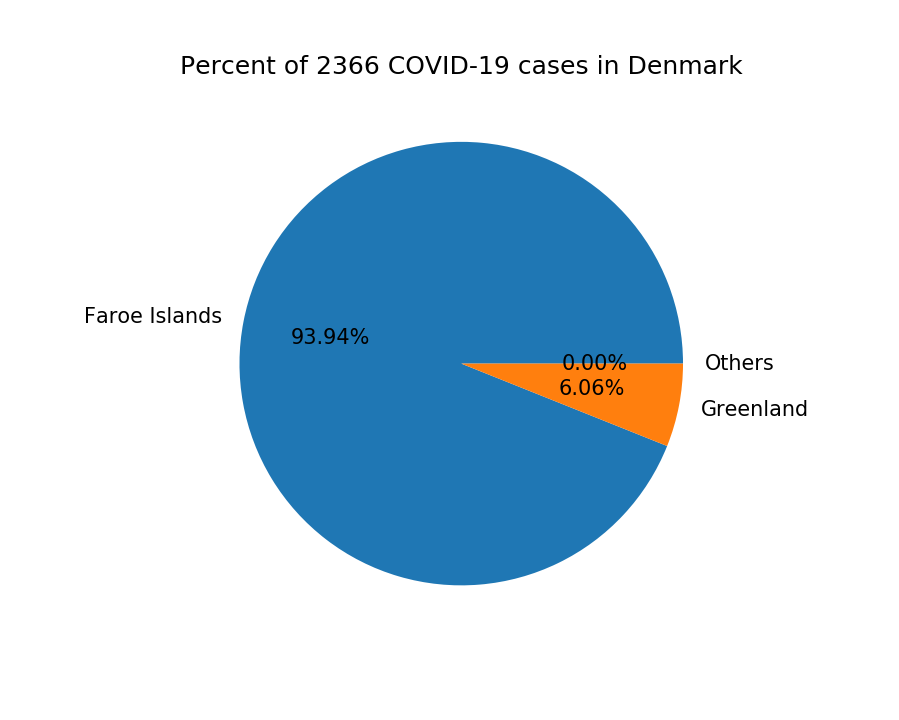 Percent of 2366 COVID-19 cases in Denmark
Faroe Islands
93.94%
0.00%
Others
6.06%
Greenland